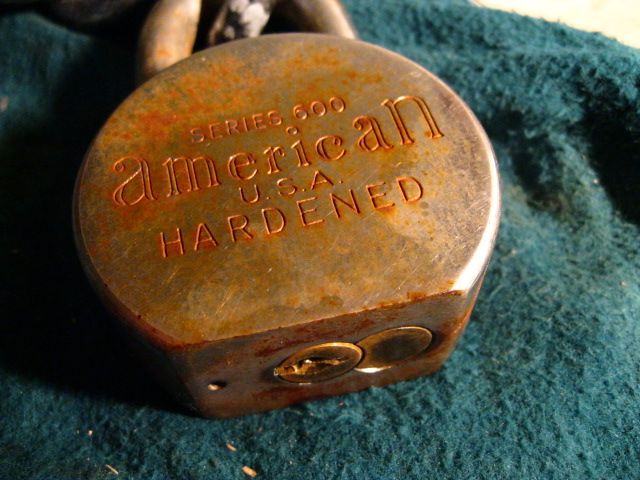 SERIES 600
american
U.S.A.
HARDENED